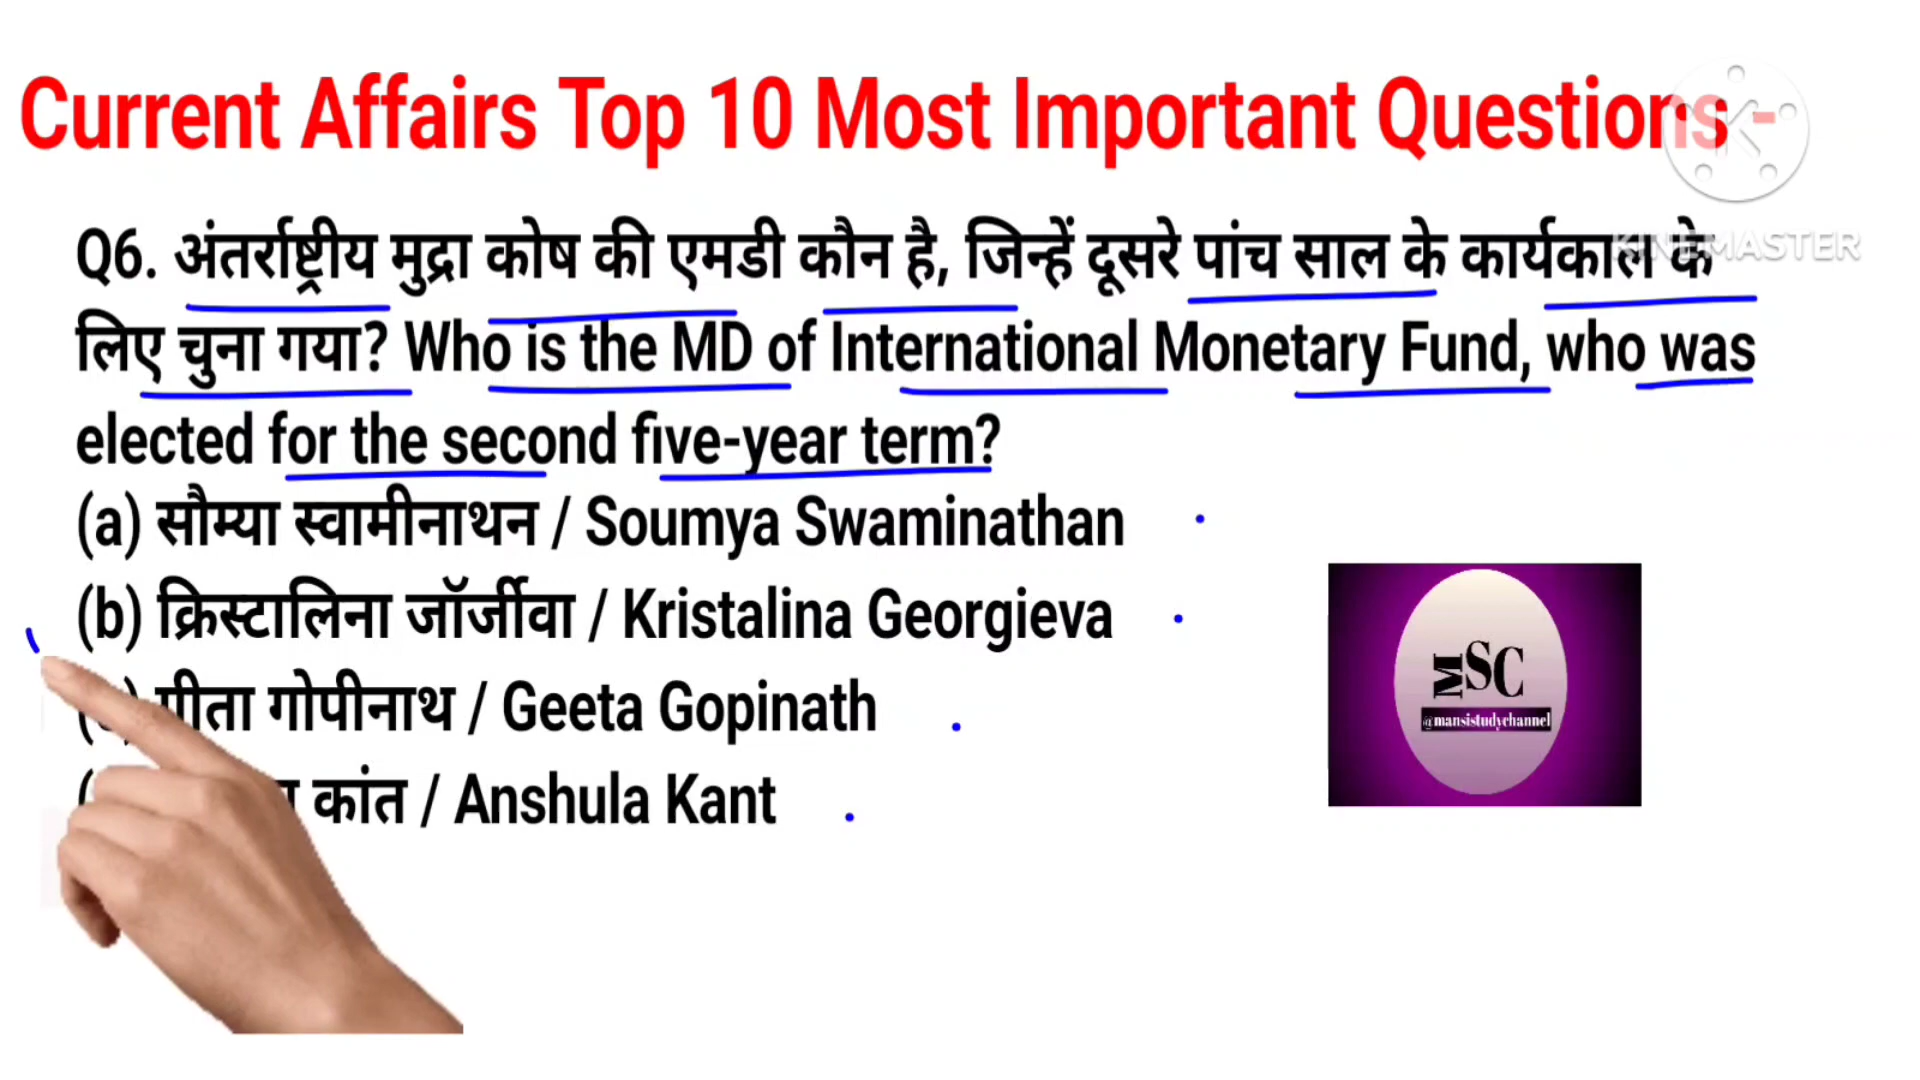 Current Affairs Top 10 Most Important Questions -
Q6. अंतर्राष्ट्रीय मुद्रा कोष की एमडी कौन है, जिन्हें दूसरे पांच साल के कार्यकाल के
लिए चुना गया? Who is the MD of International Monetary Fund, who was
elected for the second five-year term?
(a) सौम्या स्वामीनाथन / Soumya Swaminathan
(b) क्रिस्टालिना जॉर्जीवा / Kristalina Georgieva
गीता गोपीनाथ / Geeta Gopinath
कांत / Anshula Kant
K
KINEMASTER
MSC
@mansistudychannel